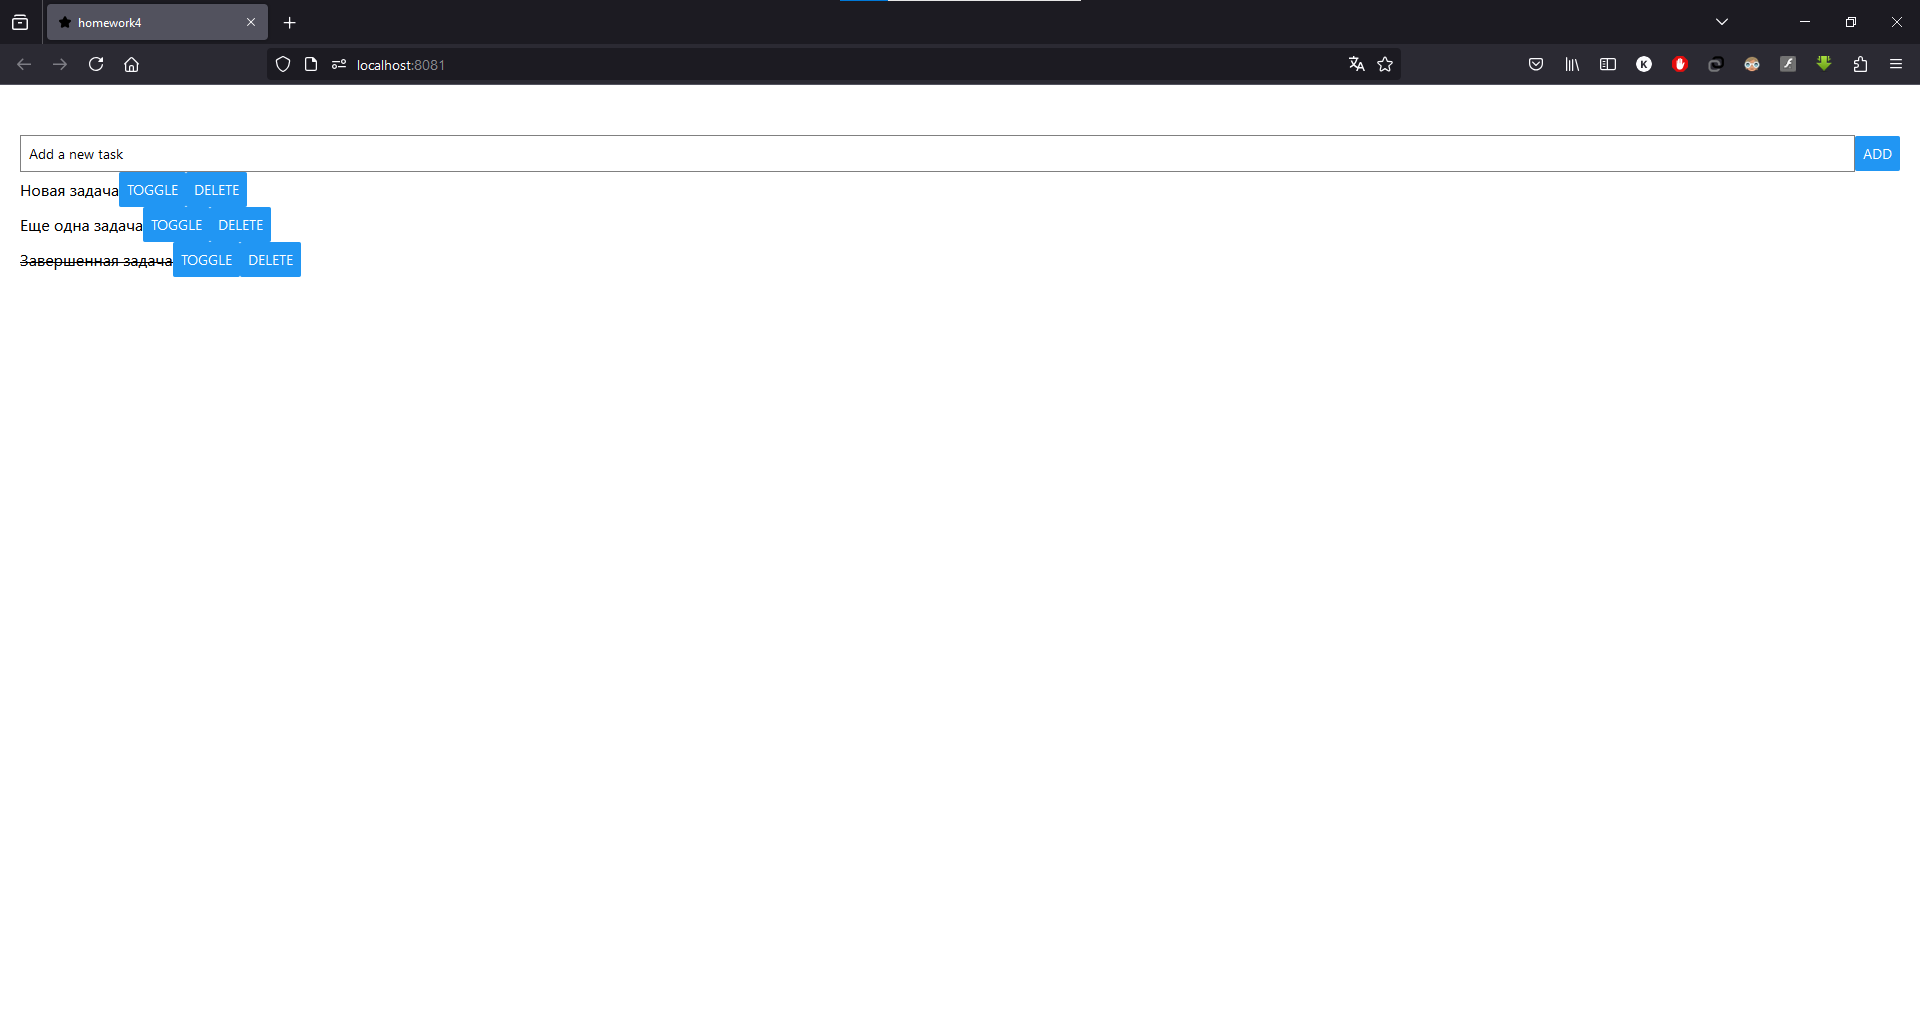 homework4
localhost:8081
Add a new task ADD
Новая задача TOGGLE DELETE
Еще одна задача TOGGLE DELETE
Завершенная задача TOGGLE DELETE